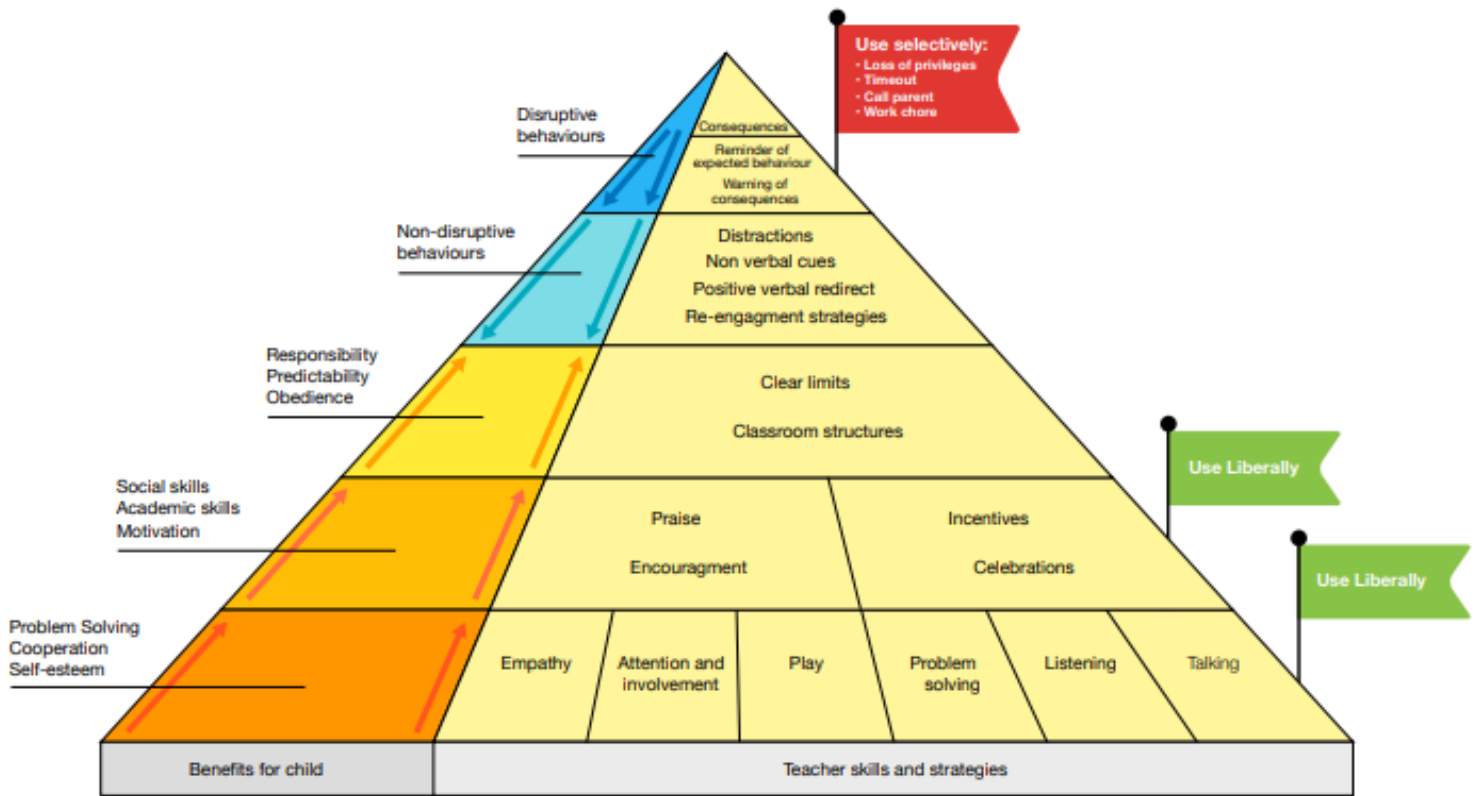 Use selectively:
• Loss of privileges
• Timeout
• Call parent
• Work chore
Disruptive
behaviours
Consequences
Reminder of
expected behaviour
Warning of
consequences
Non-disruptive
behaviours
Distractions
Non verbal cues
Positive verbal redirect
Re-engagment strategies
Responsibility
Predictability
Obedience
Clear limits
Classroom structures
Use Liberally
Social skills
Academic skills
Motivation
Praise
Encouragment
Incentives
Celebrations
Use Liberally
Problem Solving
Cooperation
Self-esteem
Empathy
Attention and
involvement
Play
Problem
solving
Listening
Talking
Benefits for child
Teacher skills and strategies